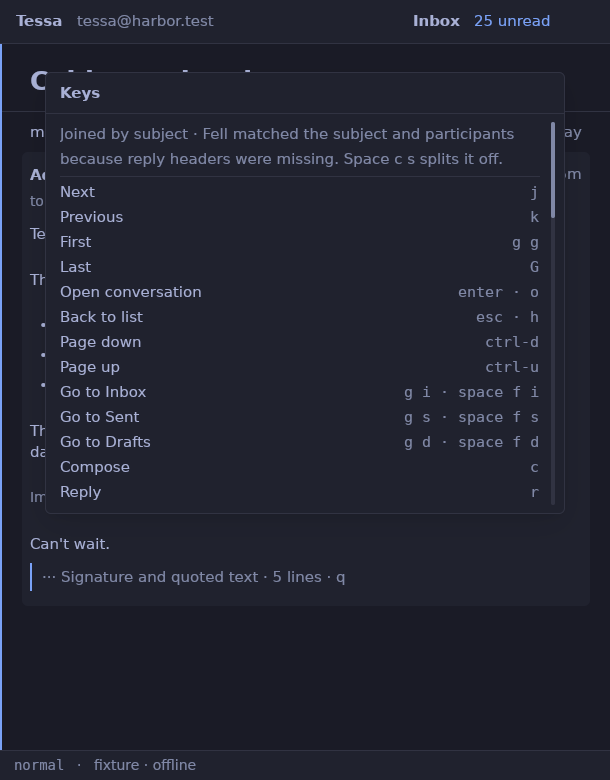 Tessa tessa@harbor.test Inbox 25 unread
Keys
Joined by subject · Fell matched the subject and participants
because reply headers were missing. Space c s splits it off.
Next j
Previous k
First g g
Last G
Open conversation enter · o
Back to list esc · h
Page down ctrl-d
Page up ctrl-u
Go to Inbox g i · space f i
Go to Sent g s · space f s
Go to Drafts g d · space f d
Compose c
Reply r
to
Can't wait.
··· Signature and quoted text · 5 lines · q
normal · fixture · offline